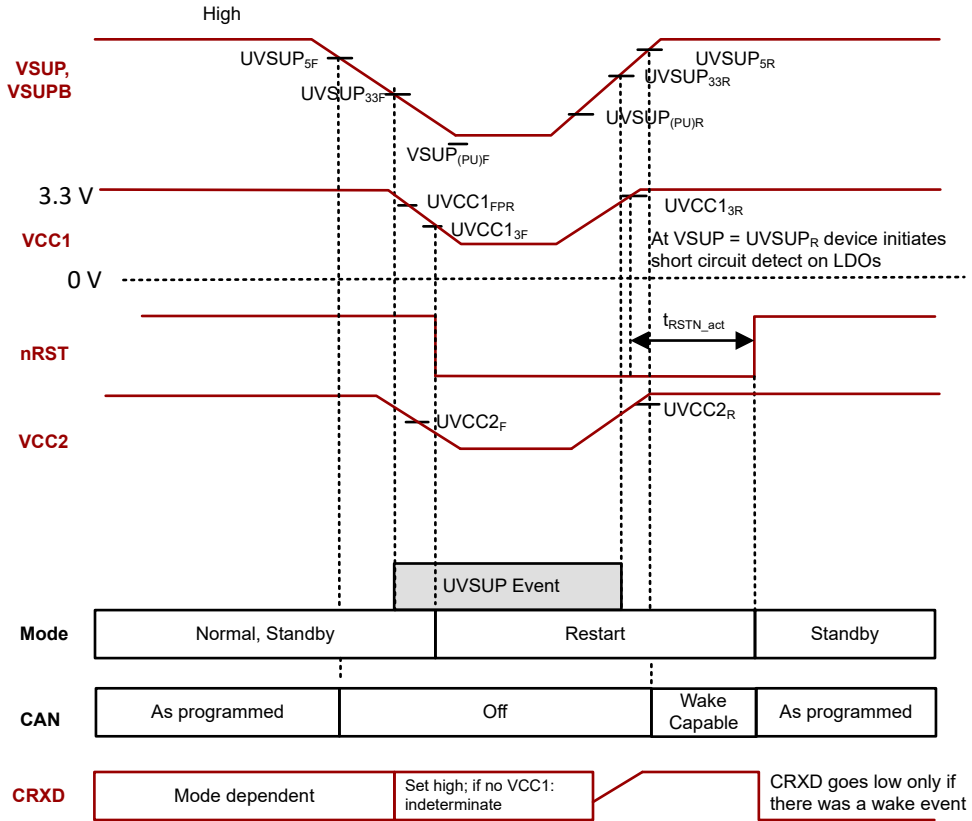 High
VSUP,
VSUPB
UVSUP5F
UVSUP33F
VSUP(PU)F
UVSUP5R
UVSUP33R
UVSUP(PU)R
3.3 V
VCC1
0 V
UVCC1FPR
UVCC13F
UVCC13R
At VSUP = UVSUPR device initiates
short circuit detect on LDOs
nRST
tRSTN_act
VCC2
UVCC2F
UVCC2R
UVSUP Event
Mode
Normal, Standby
Restart
Standby
CAN
As programmed
Off
Wake
Capable
As programmed
CRXD
Mode dependent
Set high; if no VCC1:
indeterminate
CRXD goes low only if
there was a wake event